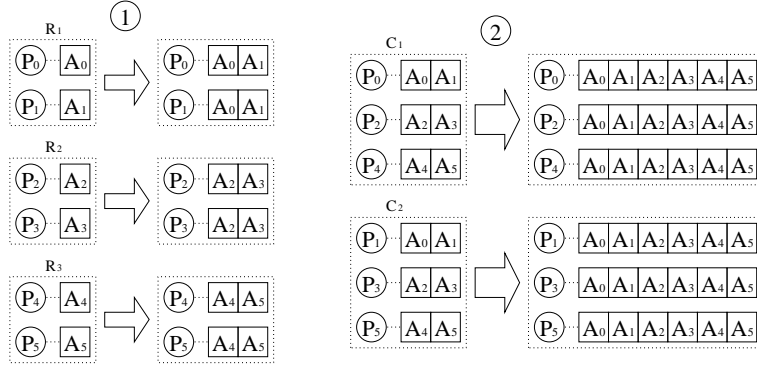 ①
R1
P0 A0 P0 A0 A1
P1 A1 P1 A0 A1
R2
P2 A2 P2 A2 A3
P3 A3 P3 A2 A3
R3
P4 A4 P4 A4 A5
P5 A5 P5 A4 A5
②
C1
P0 A0 A1 P0 A0 A1 A2 A3 A4 A5
P2 A2 A3 P2 A0 A1 A2 A3 A4 A5
P4 A4 A5 P4 A0 A1 A2 A3 A4 A5
C2
P1 A0 A1 P1 A0 A1 A2 A3 A4 A5
P3 A2 A3 P3 A0 A1 A2 A3 A4 A5
P5 A4 A5 P5 A0 A1 A2 A3 A4 A5